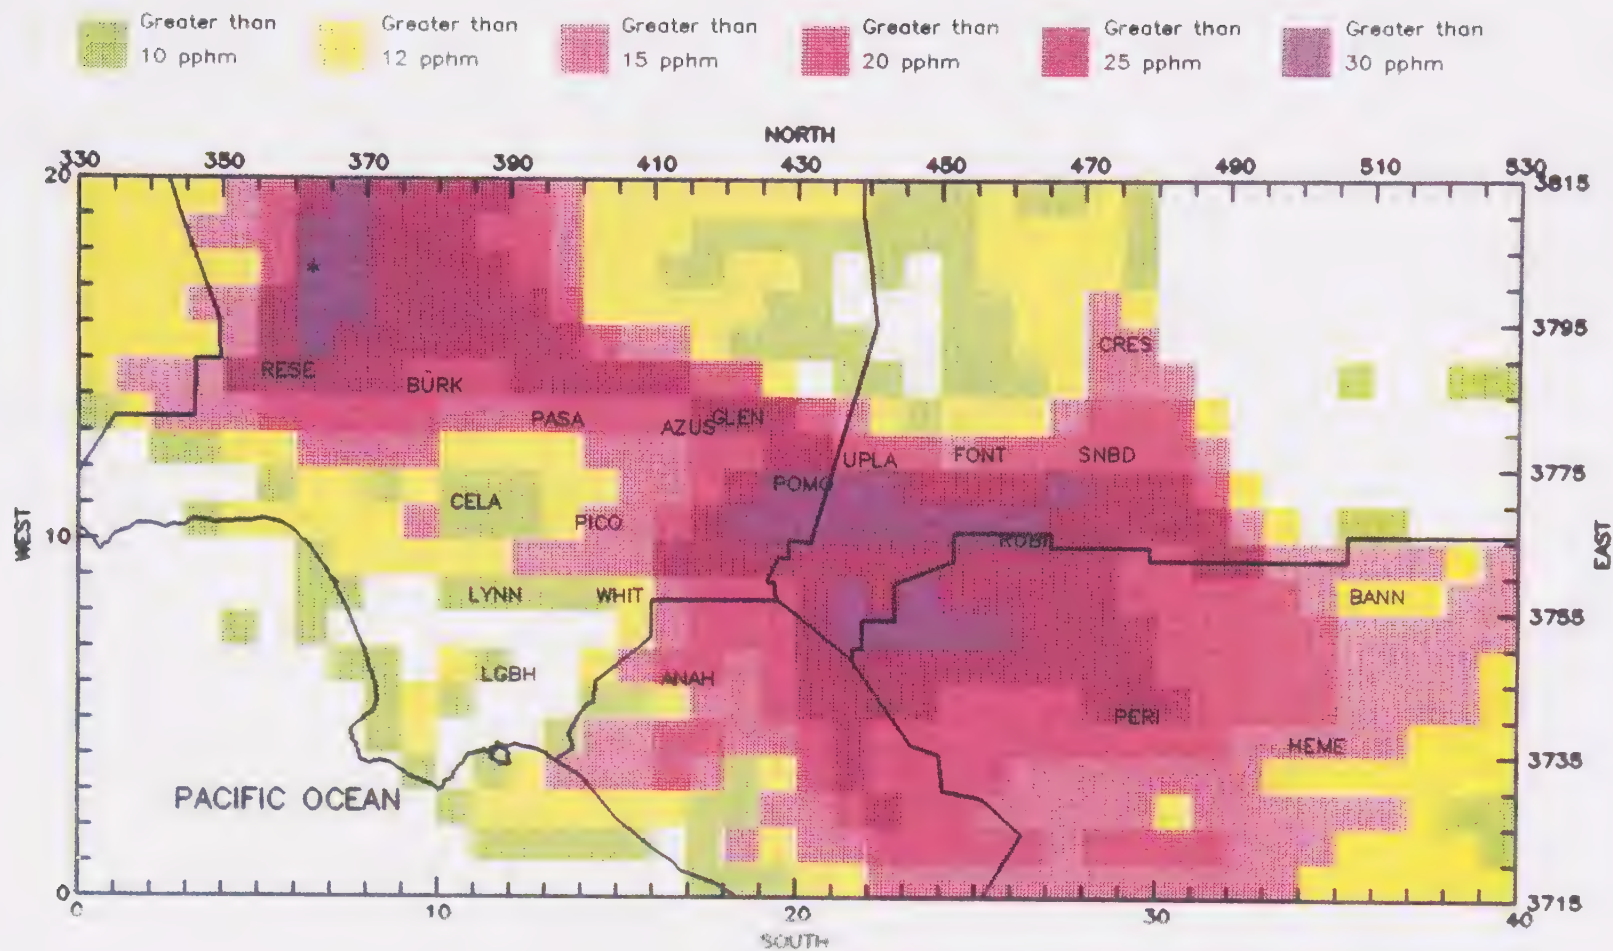 Greater than 10 pphm
Greater than 12 pphm
Greater than 15 pphm
Greater than 20 pphm
Greater than 25 pphm
Greater than 30 pphm
NORTH
330 350 370 390 410 430 450 470 490 510 530
20 3815
*
3795
CRES
RESE
BURK
PASA
AZUS
GLEN
UPLA
FONT
SNBD
3775
POMO
CELA
PICO
WEST
10
RUBI
EAST
LYNN
WHIT
BANN
3755
LGBH
ANAH
PERI
HEME
3735
PACIFIC OCEAN
0 3715
0 10 20 30 40
SOUTH